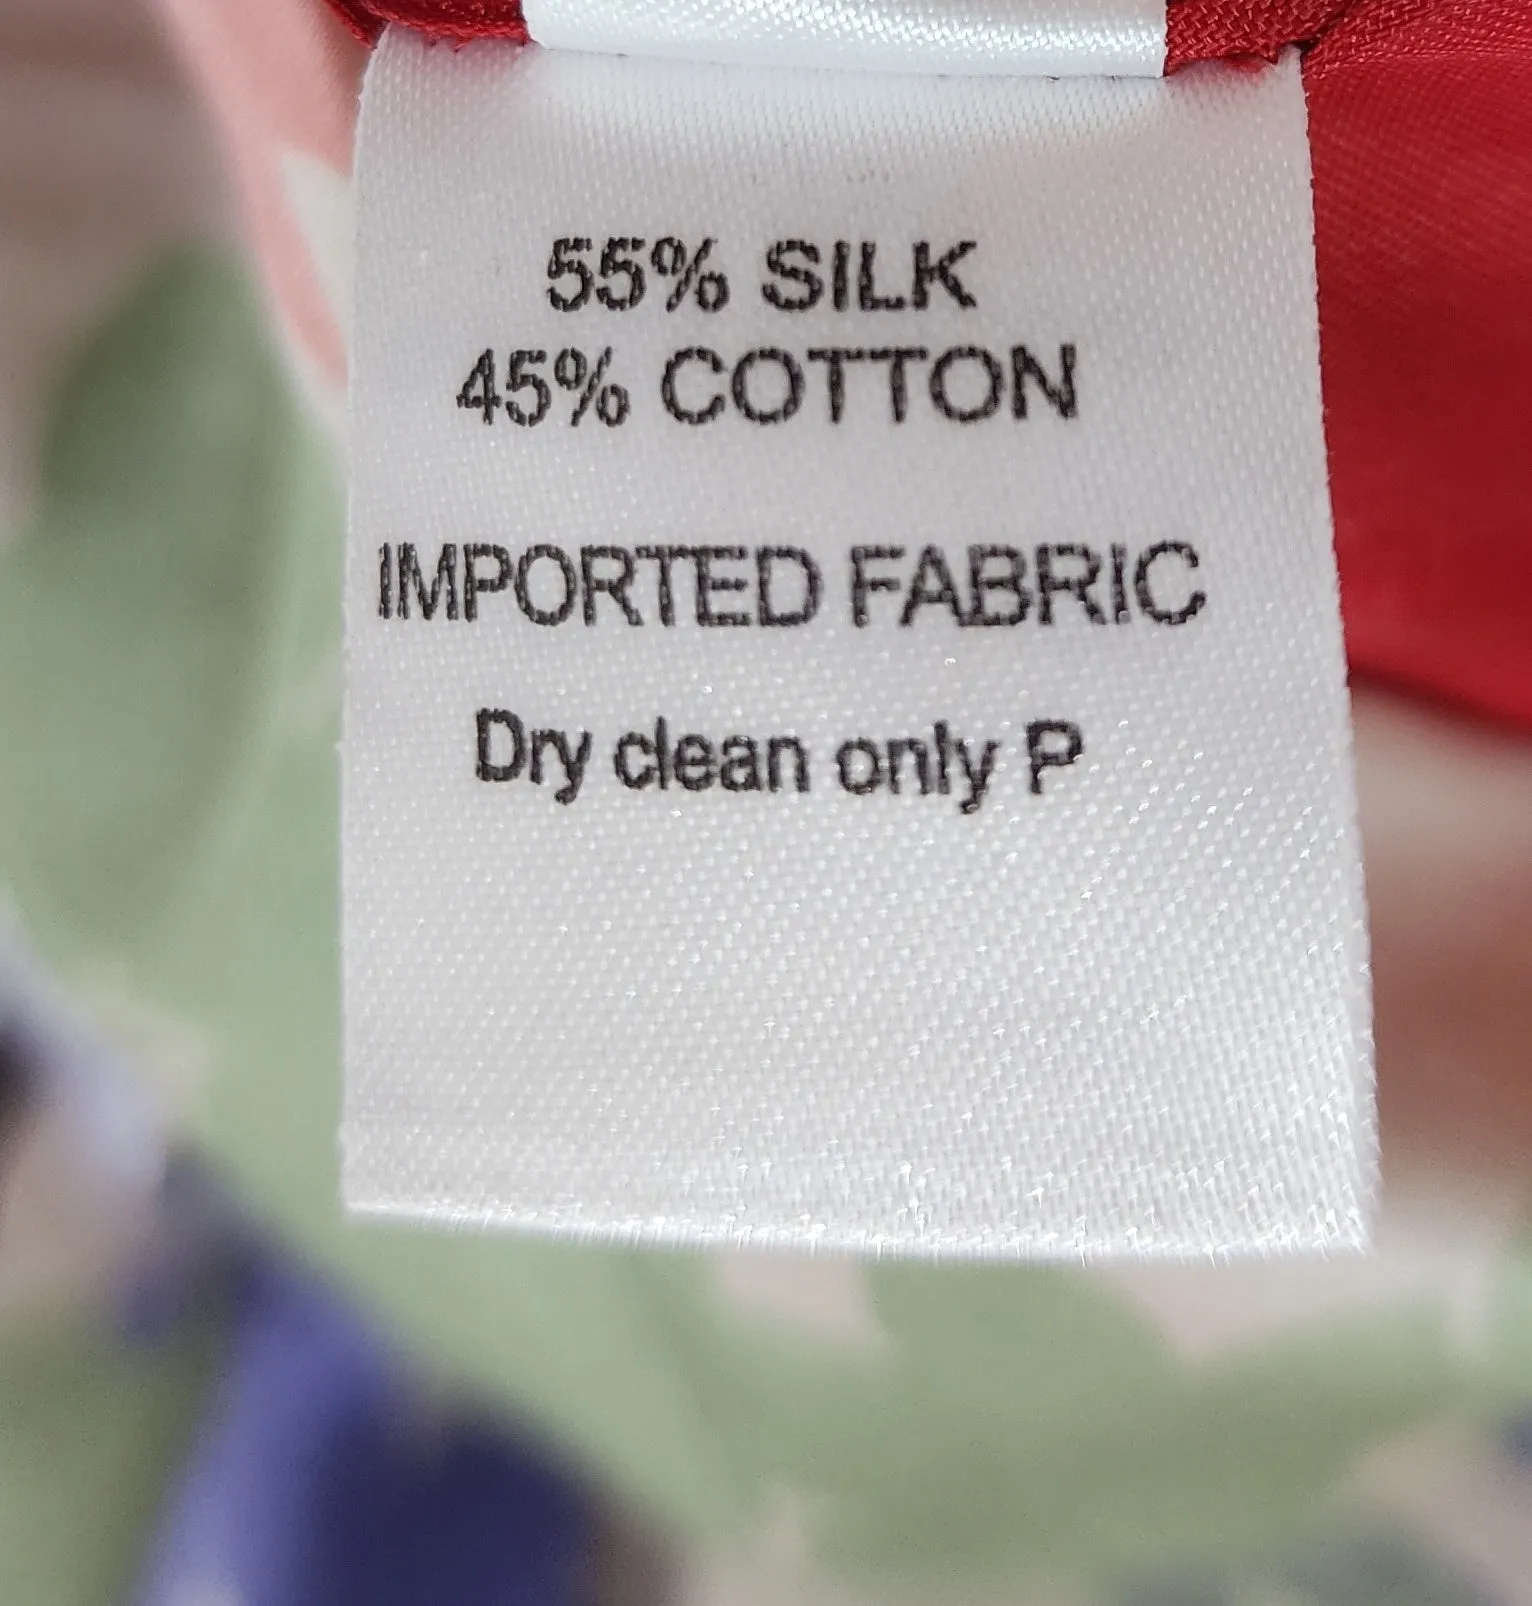 55% SILK
45% COTTON
IMPORTED FABRIC
Dry clean only P